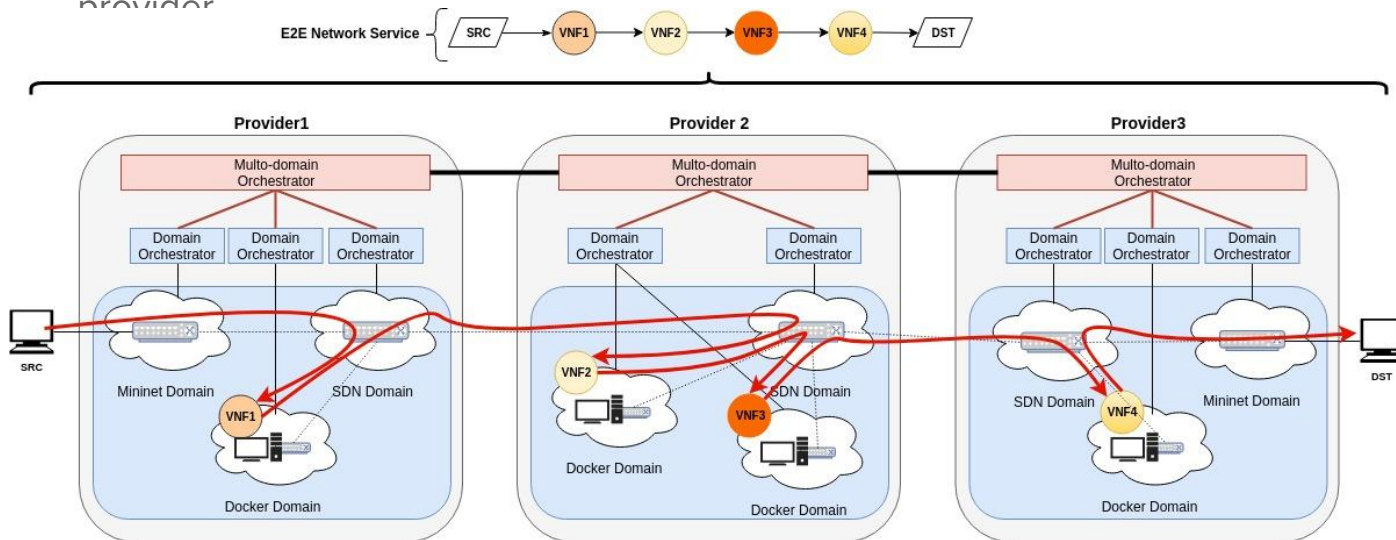 provider
E2E Network Service
SRC
VNF1
VNF2
VNF3
VNF4
DST
Provider1
Provider 2
Provider3
Multo-domain
Orchestrator
Multo-domain
Orchestrator
Multo-domain
Orchestrator
Domain
Orchestrator
Domain
Orchestrator
Domain
Orchestrator
Domain
Orchestrator
Domain
Orchestrator
Domain
Orchestrator
Domain
Orchestrator
Domain
Orchestrator
SRC
Mininet Domain
SDN Domain
VNF1
Docker Domain
VNF2
SDN Domain
VNF3
Docker Domain
Docker Domain
SDN Domain
VNF4
Mininet Domain
Docker Domain
DST